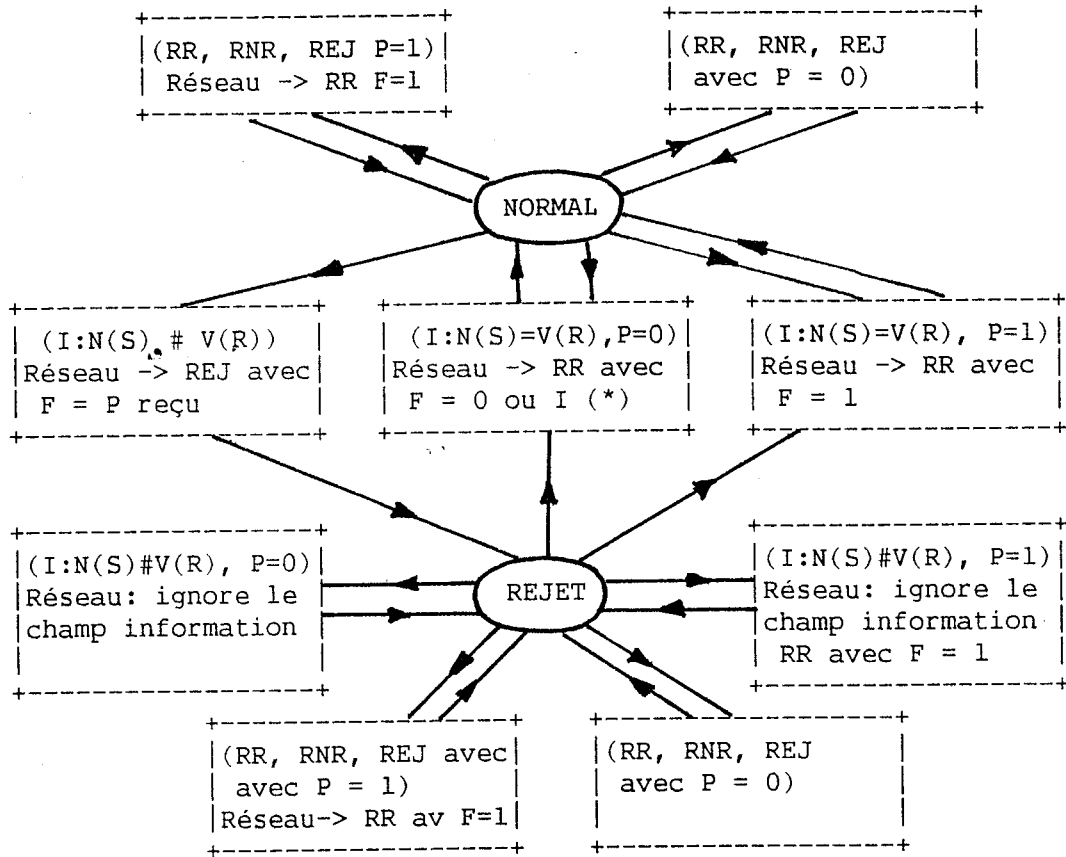 (RR, RNR, REJ P=1)
Réseau -> RR F=1
(RR, RNR, REJ
avec P = 0)
NORMAL
(I:N(S) # V(R))
Réseau -> REJ avec
F = P reçu
(I:N(S)=V(R),P=0)
Réseau -> RR avec
F = 0 ou I (*)
(I:N(S)=V(R), P=1)
Réseau -> RR avec
F = 1
(I:N(S)#V(R), P=0)
Réseau: ignore le
champ information
REJET
(I:N(S)#V(R), P=1)
Réseau: ignore le
champ information
RR avec F = 1
(RR, RNR, REJ avec
avec P = 1)
Réseau-> RR av F=1
(RR, RNR, REJ
avec P = 0)